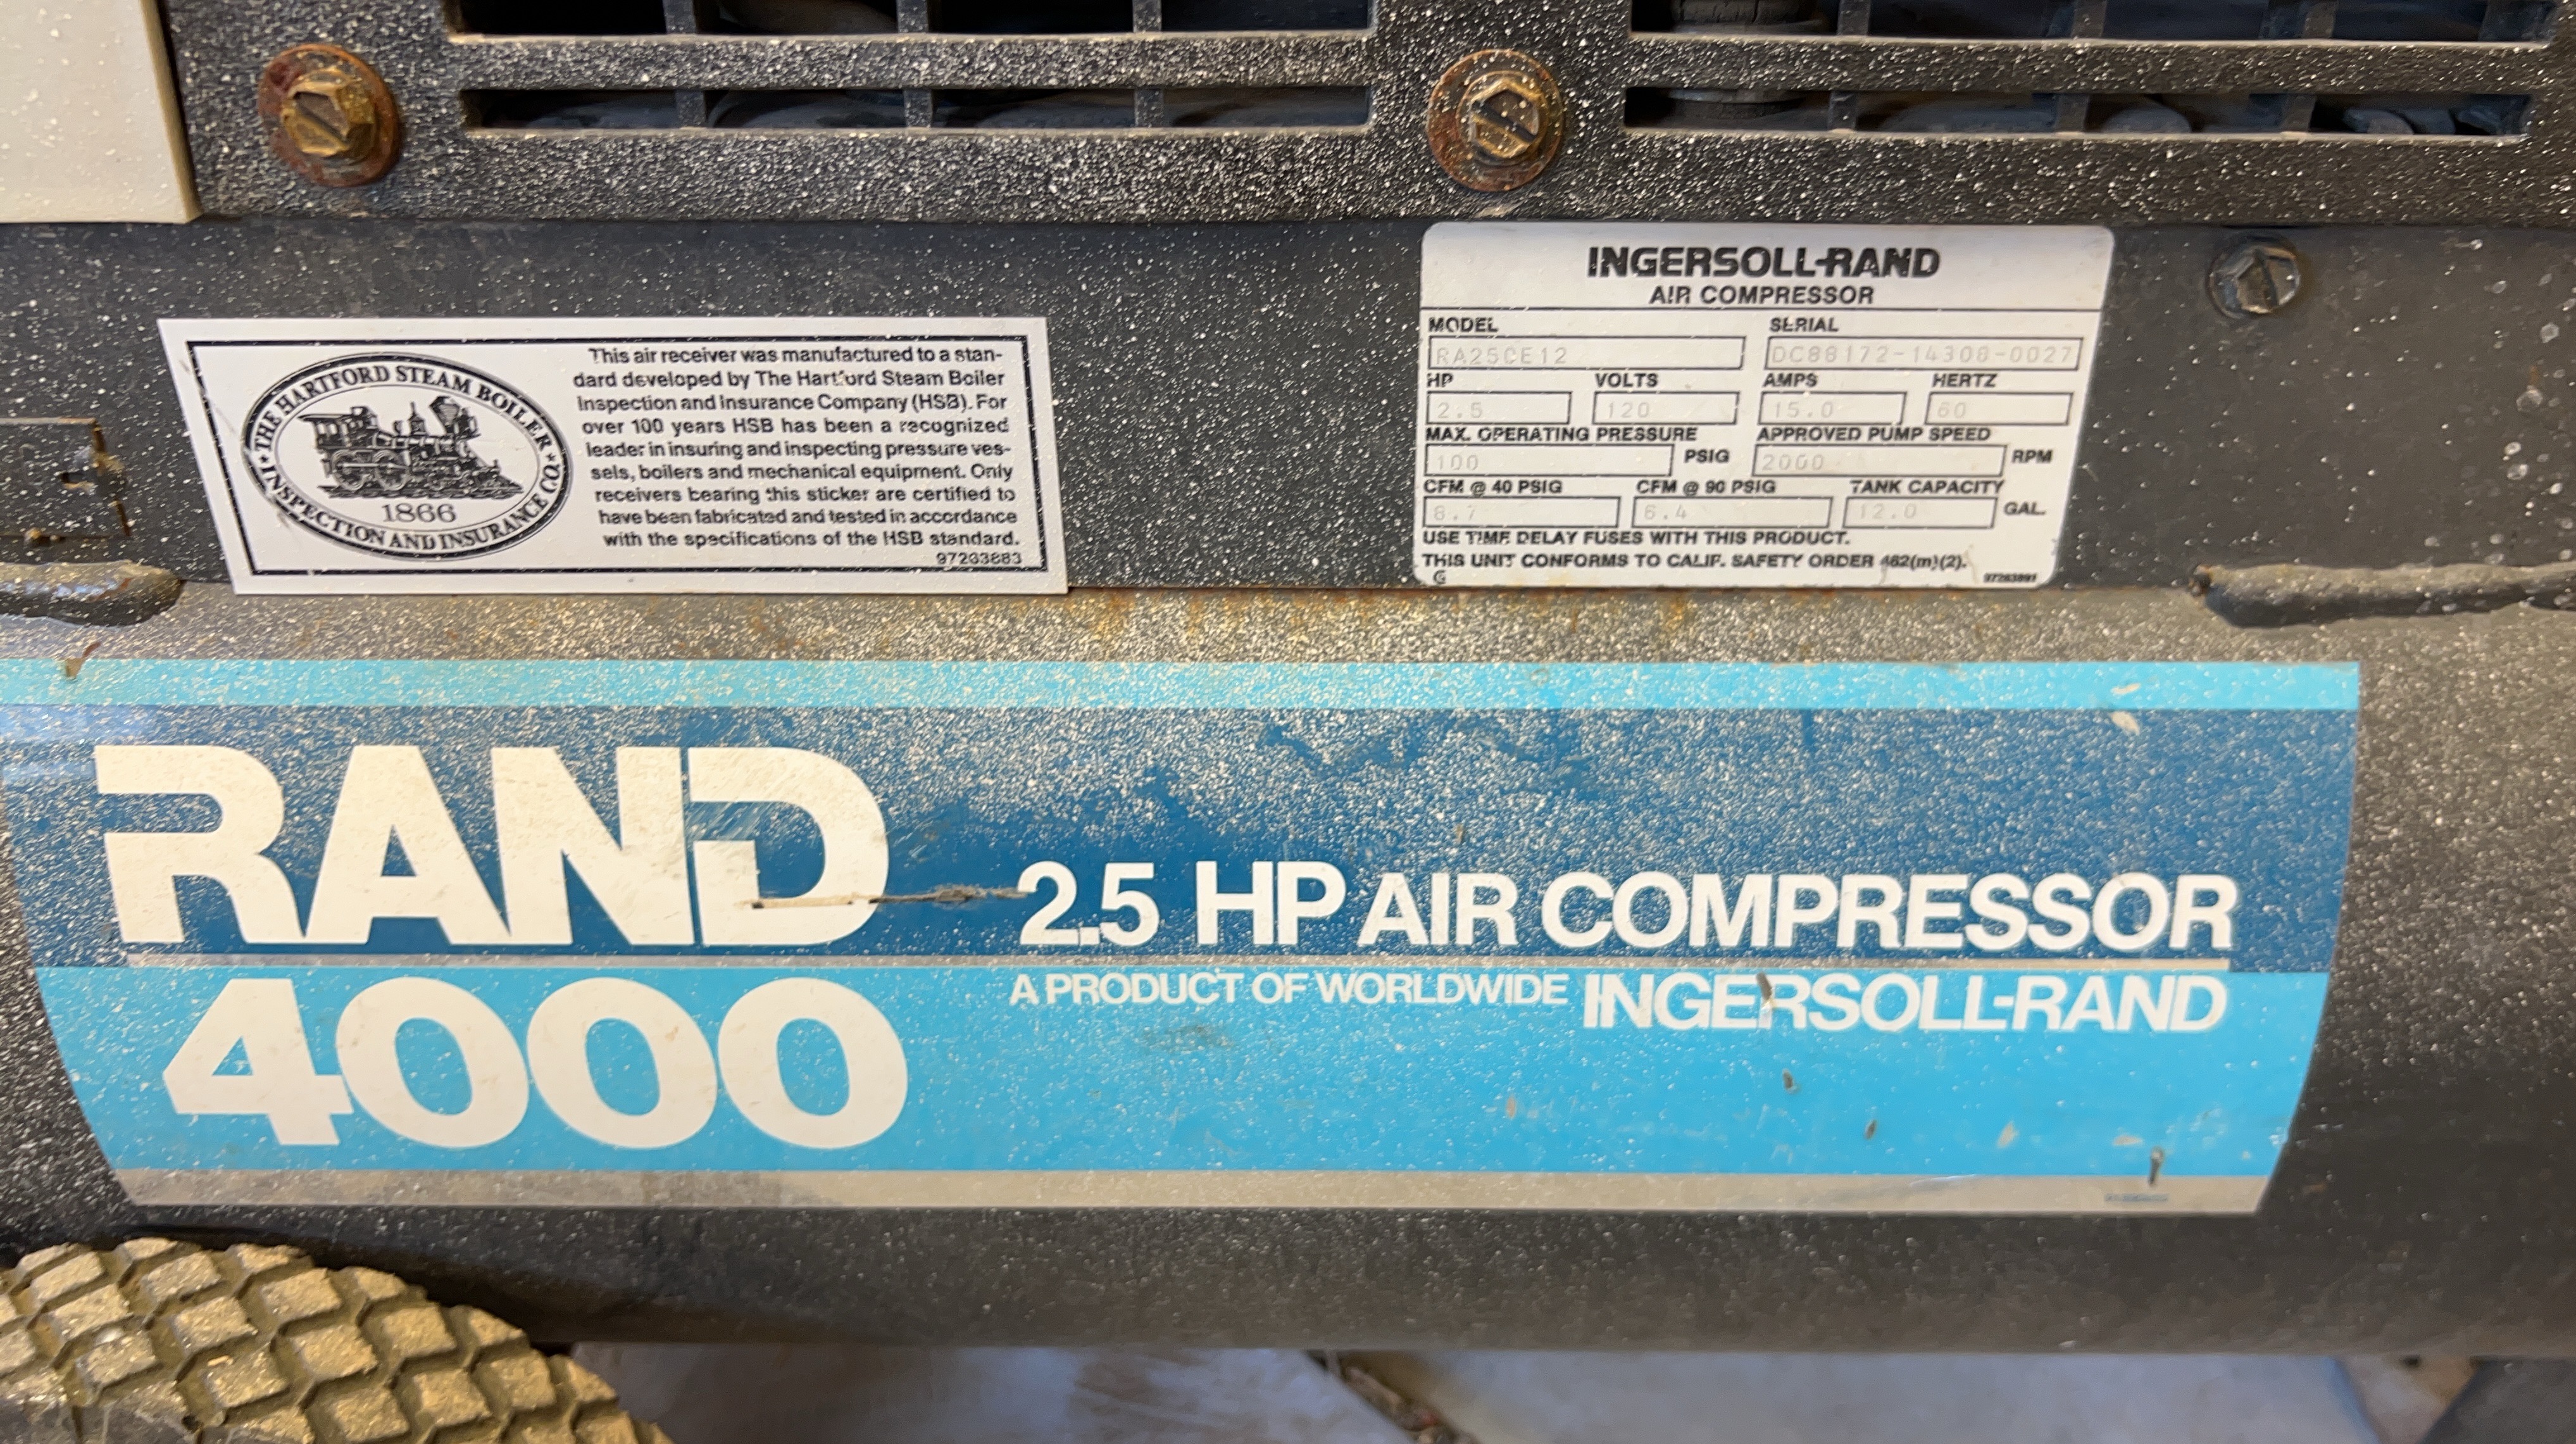 THE HARTFORD STEAM BOILER
INSPECTION AND INSURANCE CO.
1866
This air receiver was manufactured to a stan-
dard developed by The Hartford Steam Boiler
Inspection and Insurance Company (HSB). For
over 100 years HSB has been a recognized
leader in insuring and inspecting pressure ves-
sels, boilers and mechanical equipment. Only
receivers bearing this sticker are certified to
have been fabricated and tested in accordance
with the specifications of the HSB standard.
97263883
INGERSOLL-RAND
AIR COMPRESSOR
MODEL SERIAL
RA25CE12 DC88172-14308-0027
HP VOLTS AMPS HERTZ
2.5 120 15.0 60
MAX. OPERATING PRESSURE APPROVED PUMP SPEED
100 PSIG 2000 RPM
CFM @ 40 PSIG CFM @ 90 PSIG TANK CAPACITY
8.7 6.4 12.0 GAL.
USE TIME DELAY FUSES WITH THIS PRODUCT.
THIS UNIT CONFORMS TO CALIF. SAFETY ORDER 462(m)(2).
G 97263891
RAND
4000
2.5 HP AIR COMPRESSOR
A PRODUCT OF WORLDWIDE INGERSOLL-RAND